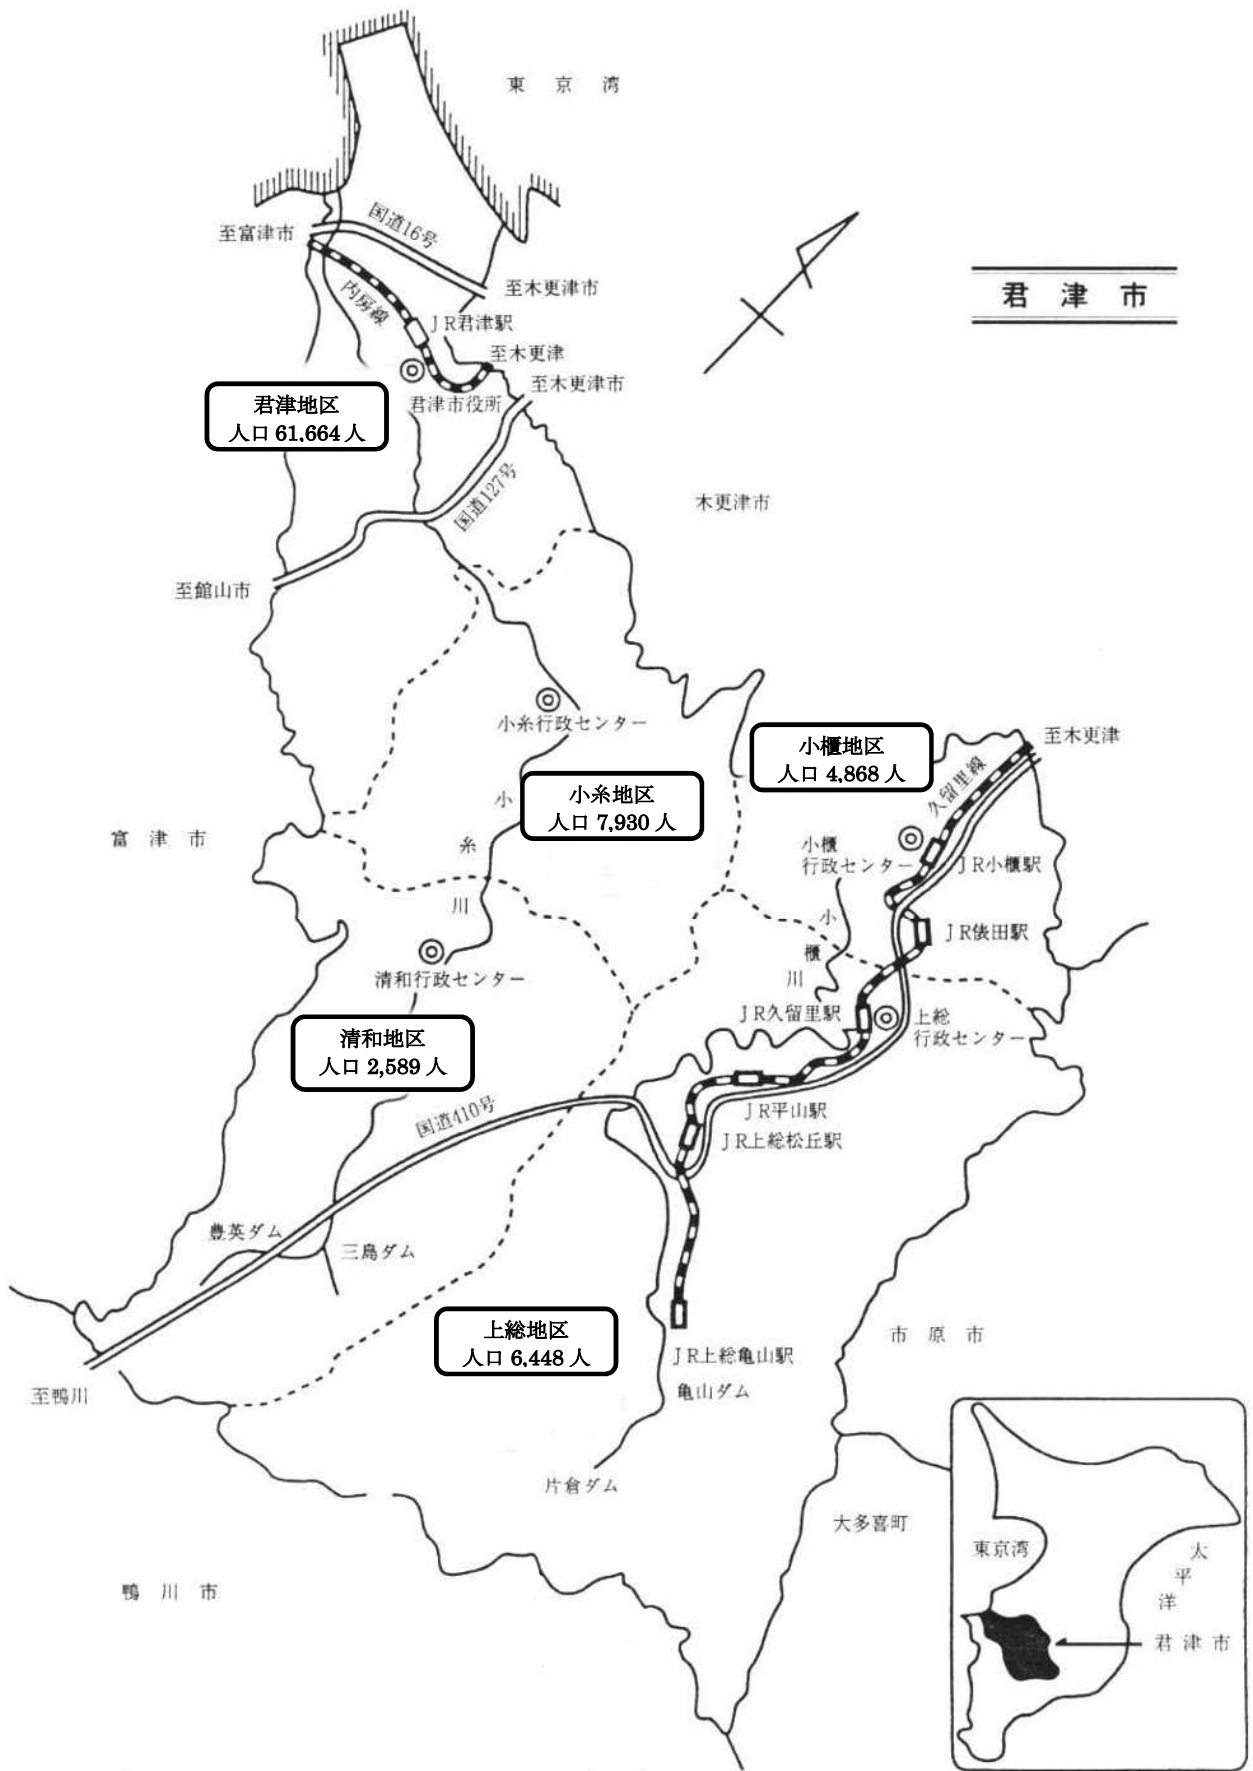 東京湾
国道16号
至富津市
至木更津市
君津市
内房線
JR君津駅
至木更津
至木更津市
君津地区
人口 61,664 人
君津市役所
国道127号
木更津市
至館山市
小糸行政センター
小櫃地区
人口 4,868 人
至木更津
久留里線
小糸地区
人口 7,930 人
小糸川
富津市
小櫃
行政センター
JR小櫃駅
小櫃川
JR俵田駅
清和行政センター
JR久留里駅
上総
行政センター
清和地区
人口 2,589 人
国道410号
JR平山駅
JR上総松丘駅
豊英ダム
三島ダム
上総地区
人口 6,448 人
市原市
JR上総亀山駅
亀山ダム
至鴨川
片倉ダム
大多喜町
鴨川市
東京湾
太平洋
君津市